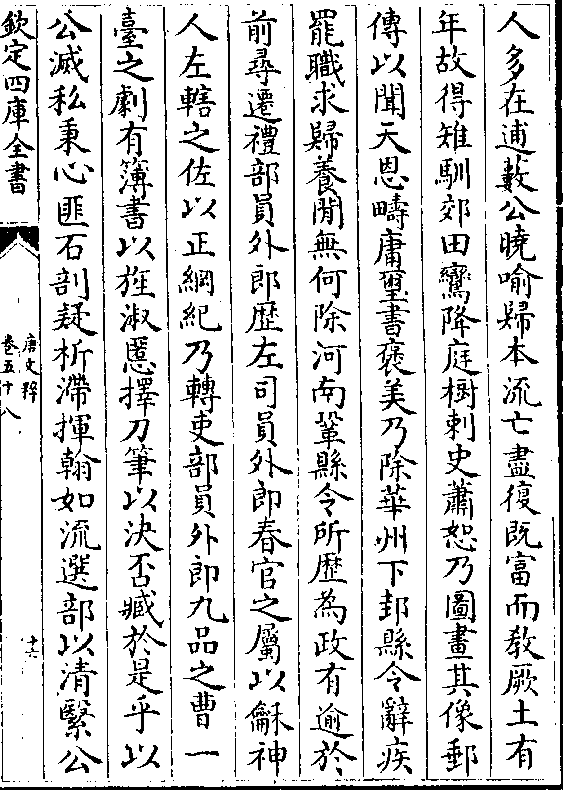 人多在逋藪公曉喻歸本流亡盡復既富而教厥土有
年故得雉馴郊田鸞降庭樹刺史蕭恕乃圖畫其像郵
傳以聞天恩疇庸璽書褒美乃除華州下邽縣令辭疾
罷職求歸養閒無何除河南鞏縣令所歷為政有逾於
前尋遷禮部員外郎歷左司員外郎春官之屬以龢神
人左轄之佐以正綱紀乃轉吏部員外郎九品之曹一
臺之劇有簿書以旌淑慝擇刀筆以決否臧於是乎以
公滅私秉心匪石剖疑析滯揮翰如流選部以清繄公
欽定四庫全書
唐文粹
卷五十八
十六